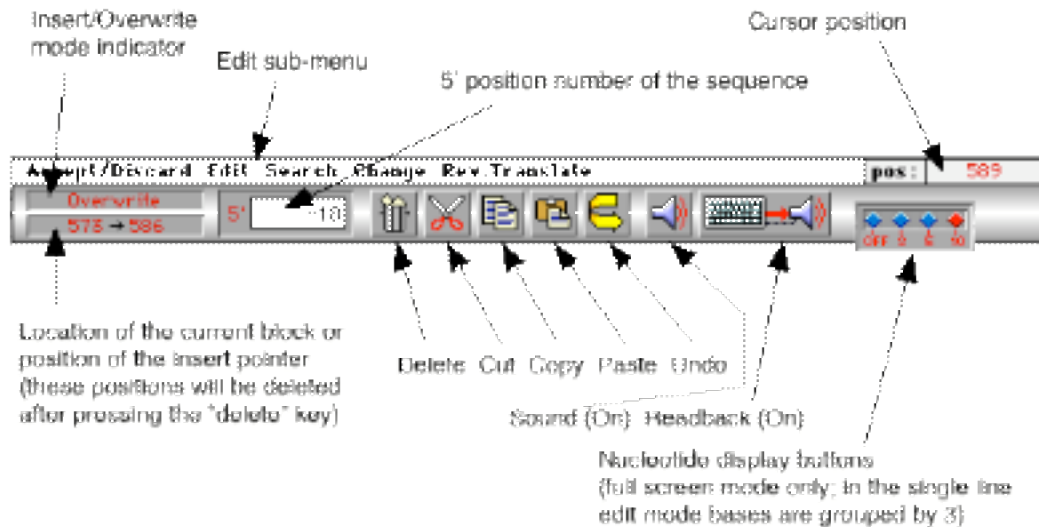 Insert/Overwrite
mode indicator
Edit sub-menu
5' position number of the sequence
Cursor position
Accept/Discard Edit Search Change Rev.Translate
pos: 589
Overwrite
573→586
5'
OFF 3 10
Location of the current block or
position of the insert pointer
(these positions will be deleted
after pressing the "delete" key)
Delete Cut Copy Paste Undo
Sound (On) Readback (On)
Nucleotide display buttons
(full screen mode only; in the single line
edit mode bases are grouped by 3)